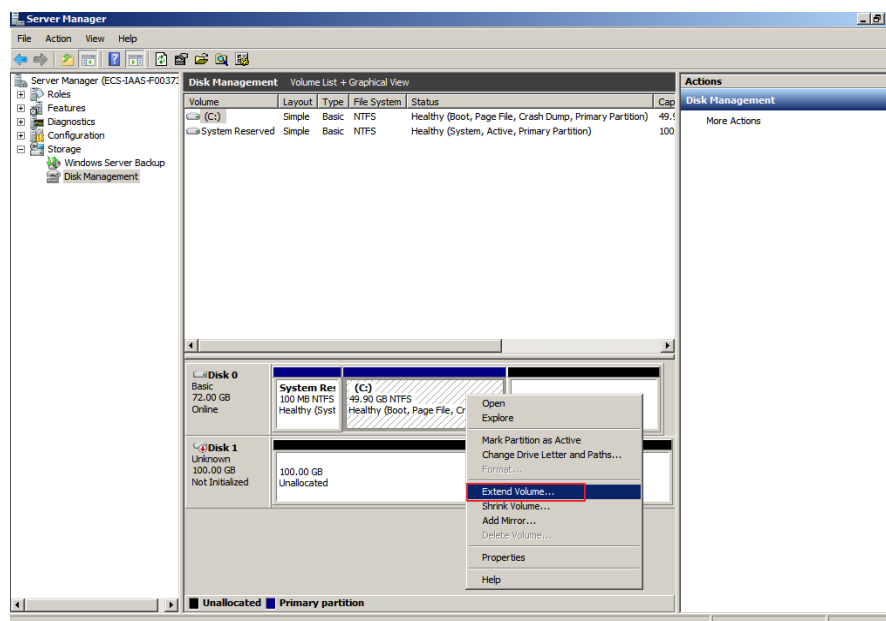 Server Manager
File Action View Help
Server Manager (ECS-IAAS-F0037:
Roles
Features
Diagnostics
Configuration
Storage
Windows Server Backup
Disk Management
Disk Management Volume List + Graphical View
Volume Layout Type File System Status Cap
(C:) Simple Basic NTFS Healthy (Boot, Page File, Crash Dump, Primary Partition) 49.9
System Reserved Simple Basic NTFS Healthy (System, Active, Primary Partition) 100
Actions
Disk Management
More Actions
Disk 0
Basic
72.00 GB
Online
System Res
100 MB NTFS
Healthy (Syst
(C:)
49.90 GB NTFS
Healthy (Boot, Page File, Cr
Disk 1
Unknown
100.00 GB
Not Initialized
100.00 GB
Unallocated
Open
Explore
Mark Partition as Active
Change Drive Letter and Paths...
Format...
Extend Volume...
Shrink Volume...
Add Mirror...
Delete Volume...
Properties
Help
Unallocated Primary partition